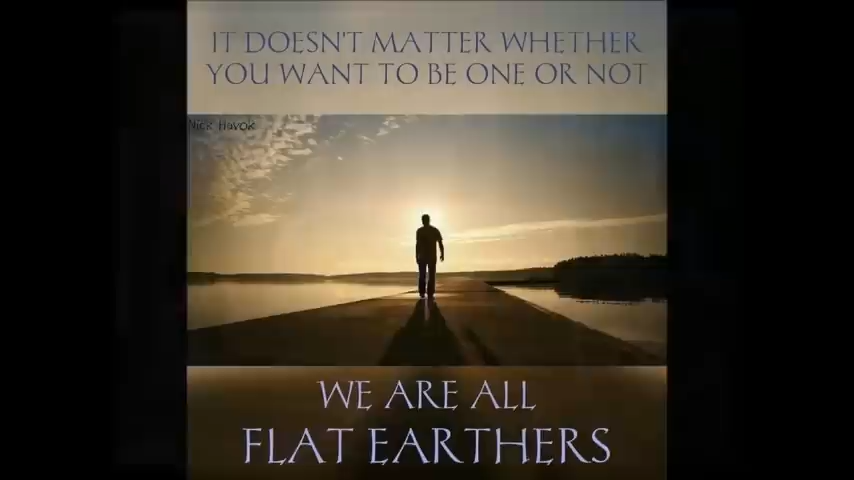 IT DOESN'T MATTER WHETHER
YOU WANT TO BE ONE OR NOT
Nick Havok
WE ARE ALL
FLAT EARTHERS